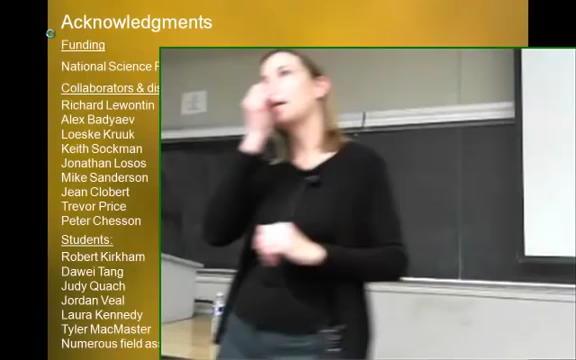 Acknowledgments
Funding
National Science
Collaborators &
Richard Lewontin
Alex Badyaev
Loeske Kruuk
Keith Sockman
Jonathan Losos
Mike Sanderson
Jean Clobert
Trevor Price
Peter Chesson
Students:
Robert Kirkham
Dawei Tang
Judy Quach
Jordan Veal
Laura Kennedy
Tyler MacMaster
Numerous field